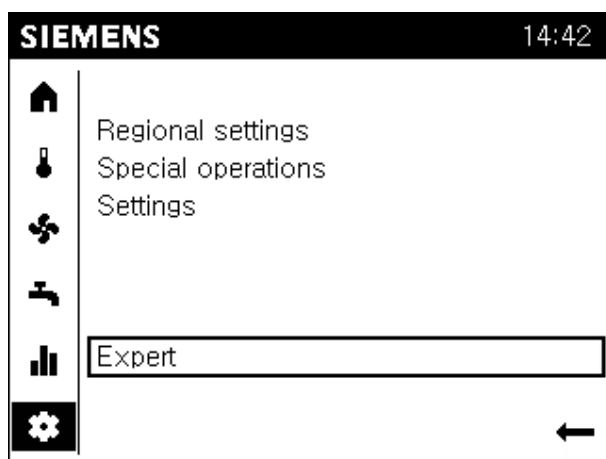 SIEMENS 14:42
Regional settings
Special operations
Settings
Expert